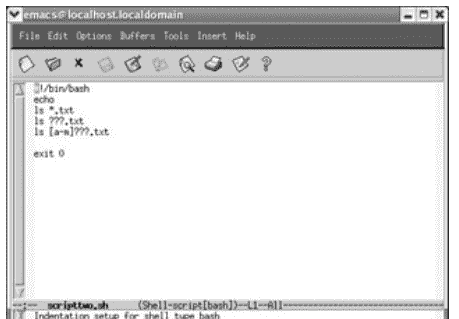 emacs@localhost.localdomain
File Edit Options Buffers Tools Insert Help
#!/bin/bash
echo
ls *.txt
ls ???.txt
ls [a-m]???.txt
exit 0
--:-- scripttwo.sh (Shell-script[bash])--L1--All----------
Indentation setup for shell type bash